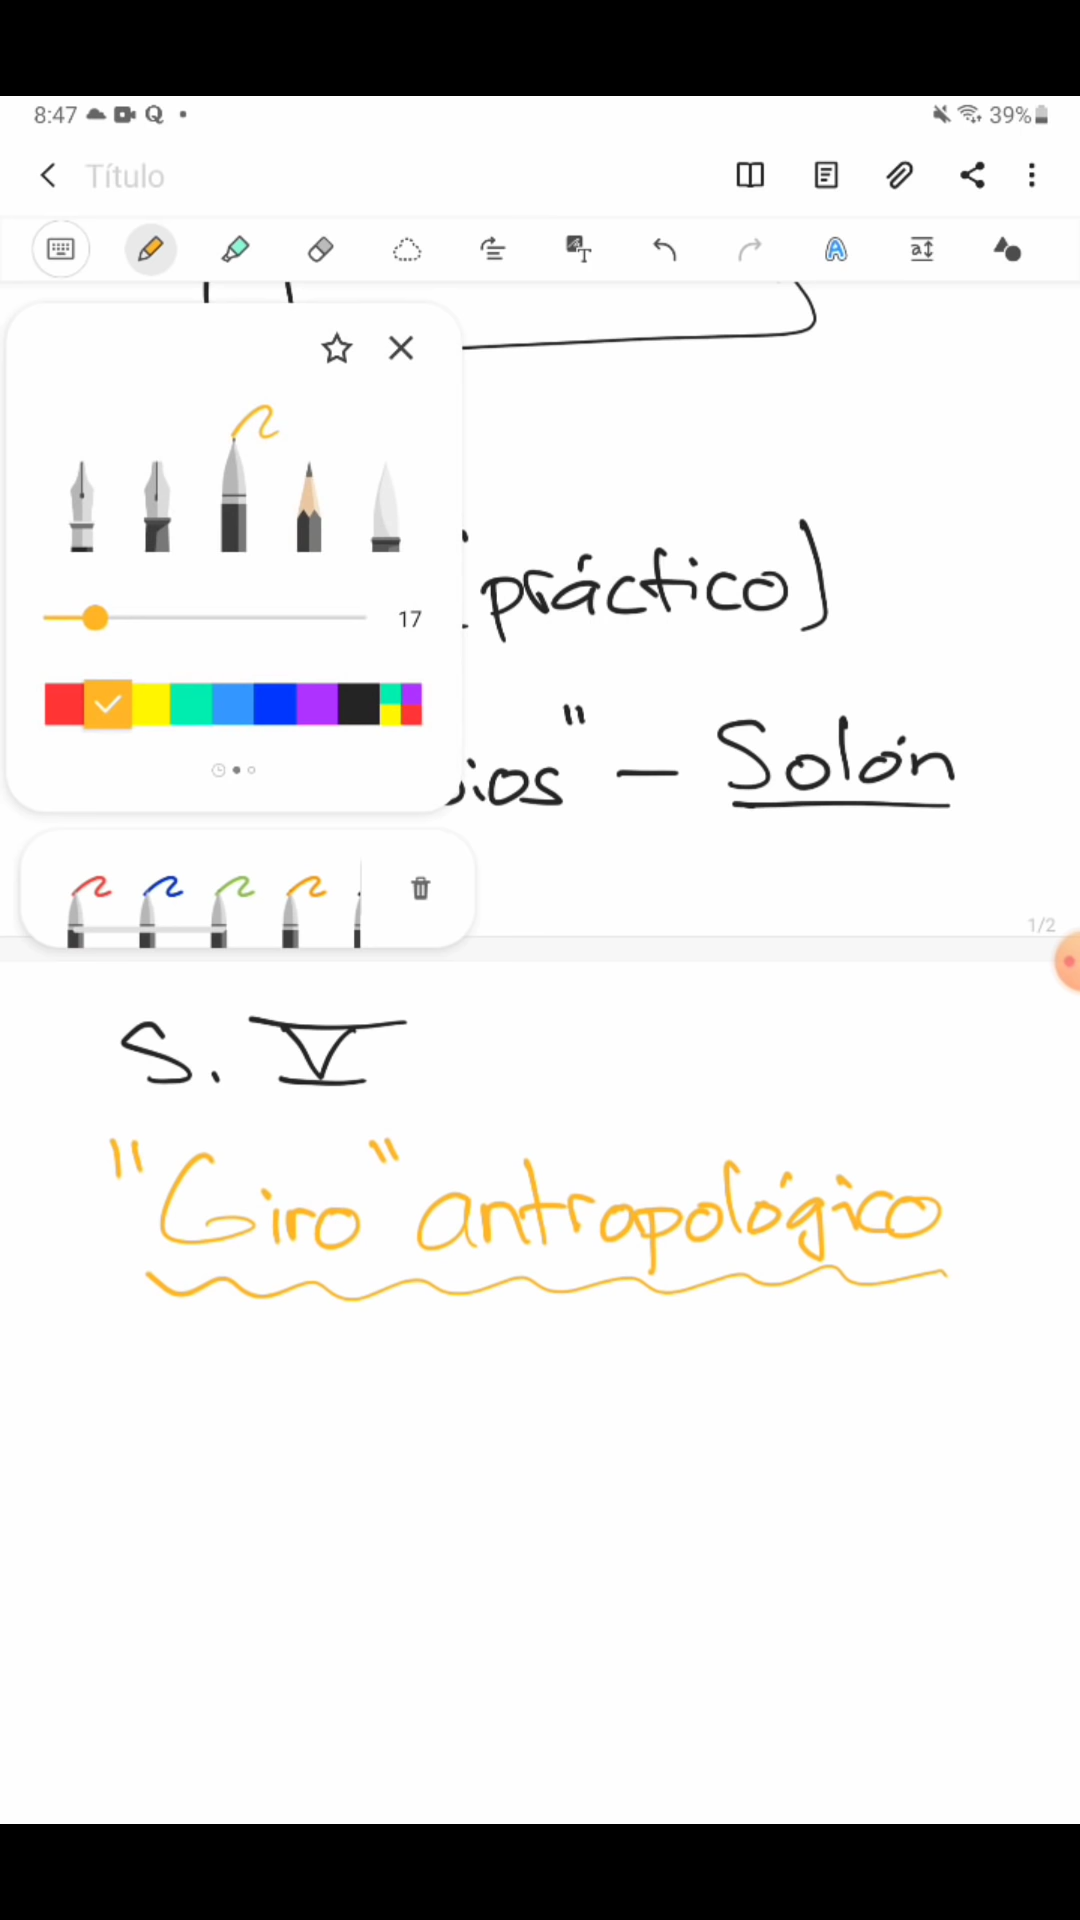 8:47 39%
Título
17
práctico)
ios" — Solón
1/2
S. V
"Giro" antropológico